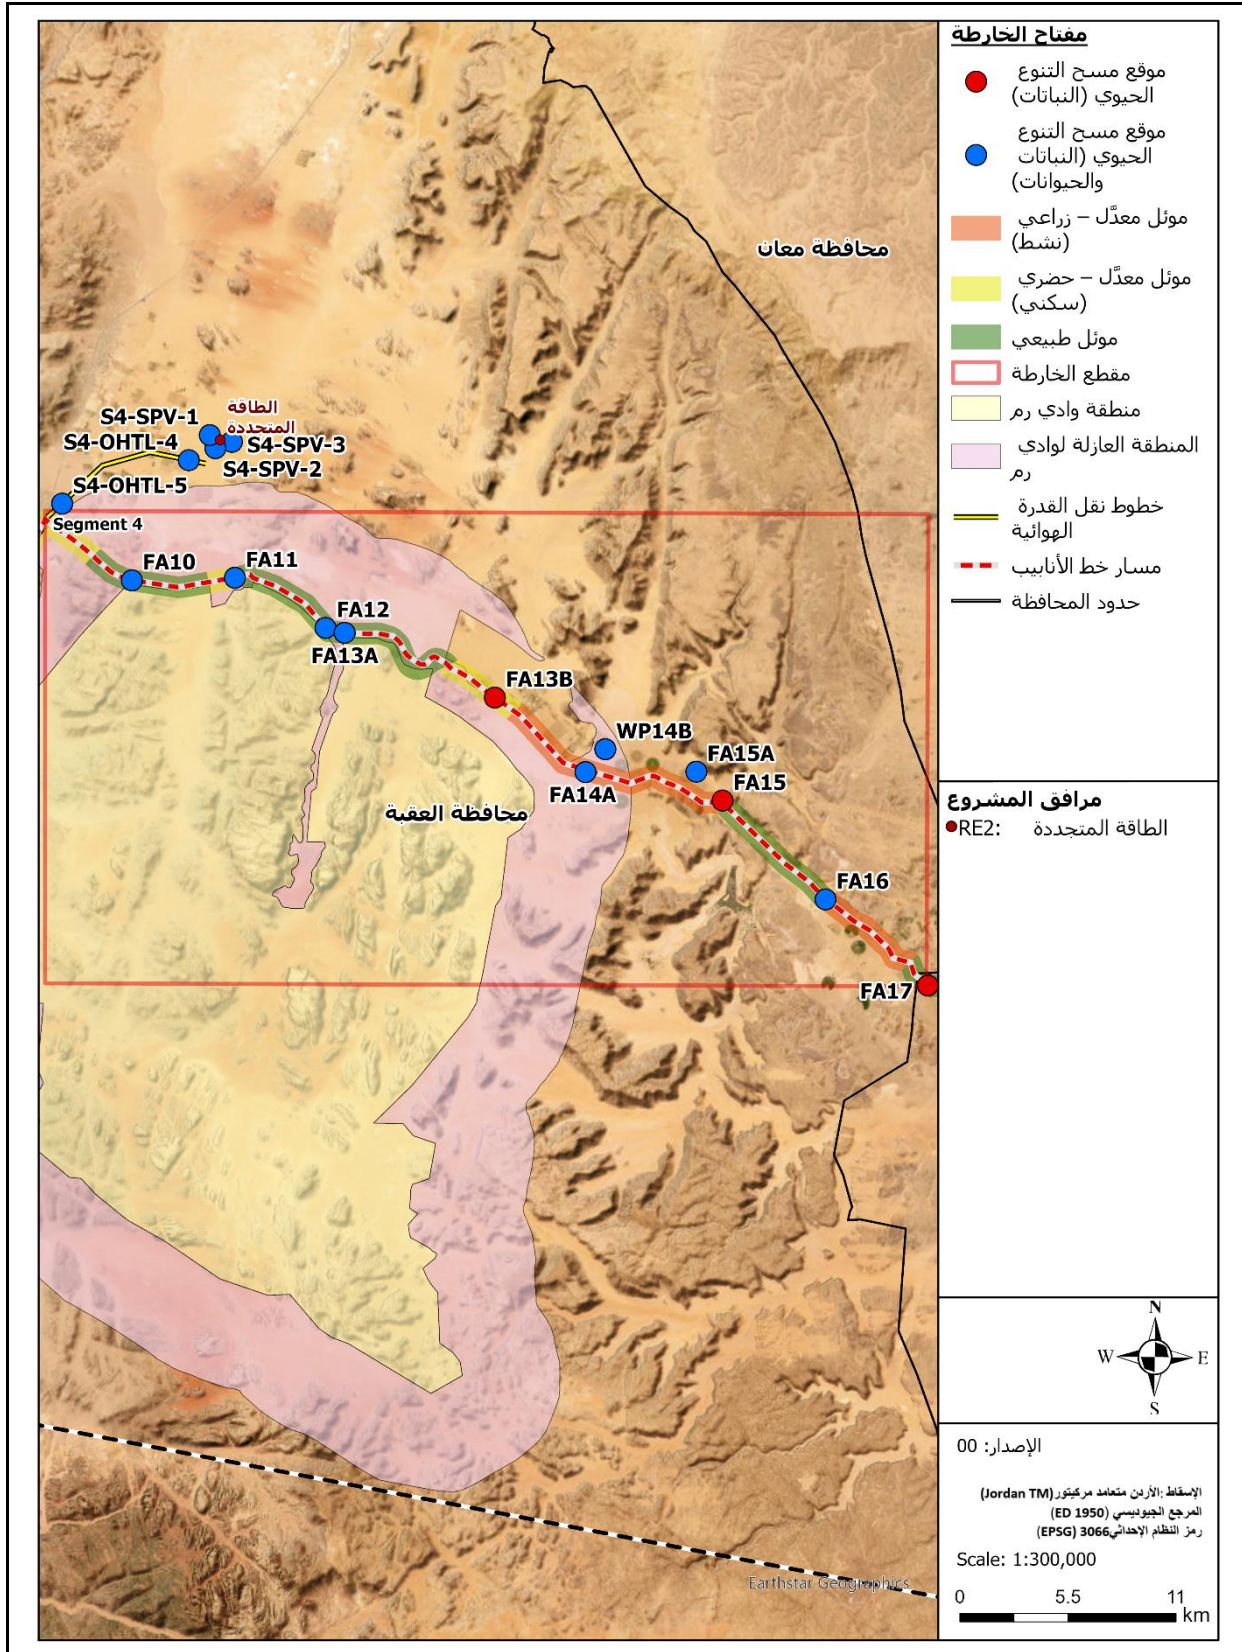 مفتاح الخارطة
موقع مسح التنوع
الحيوي (النباتات)
موقع مسح التنوع
الحيوي (النباتات
والحيوانات)
موئل معدَّل – زراعي
(نشط)
موئل معدَّل – حضري
(سكني)
موئل طبيعي
مقطع الخارطة
منطقة وادي رم
المنطقة العازلة لوادي
رم
خطوط نقل القدرة
الهوائية
مسار خط الأنابيب
حدود المحافظة
محافظة معان
الطاقة
المتجددة
S4-SPV-1
S4-OHTL-4
S4-SPV-3
S4-SPV-2
S4-OHTL-5
Segment 4
FA10
FA11
FA12
FA13A
FA13B
WP14B
FA14A
FA15A
FA15
محافظة العقبة
FA16
FA17
مرافق المشروع
RE2: الطاقة المتجددة
N
W E
S
الإصدار: 00
الإسقاط :الأردن متعامد مركيتور(Jordan TM)
المرجع الجيوديسي (ED 1950)
رمز النظام الإحداثي3066 (EPSG)
Scale: 1:300,000
0 5.5 11
km
Earthstar Geographics